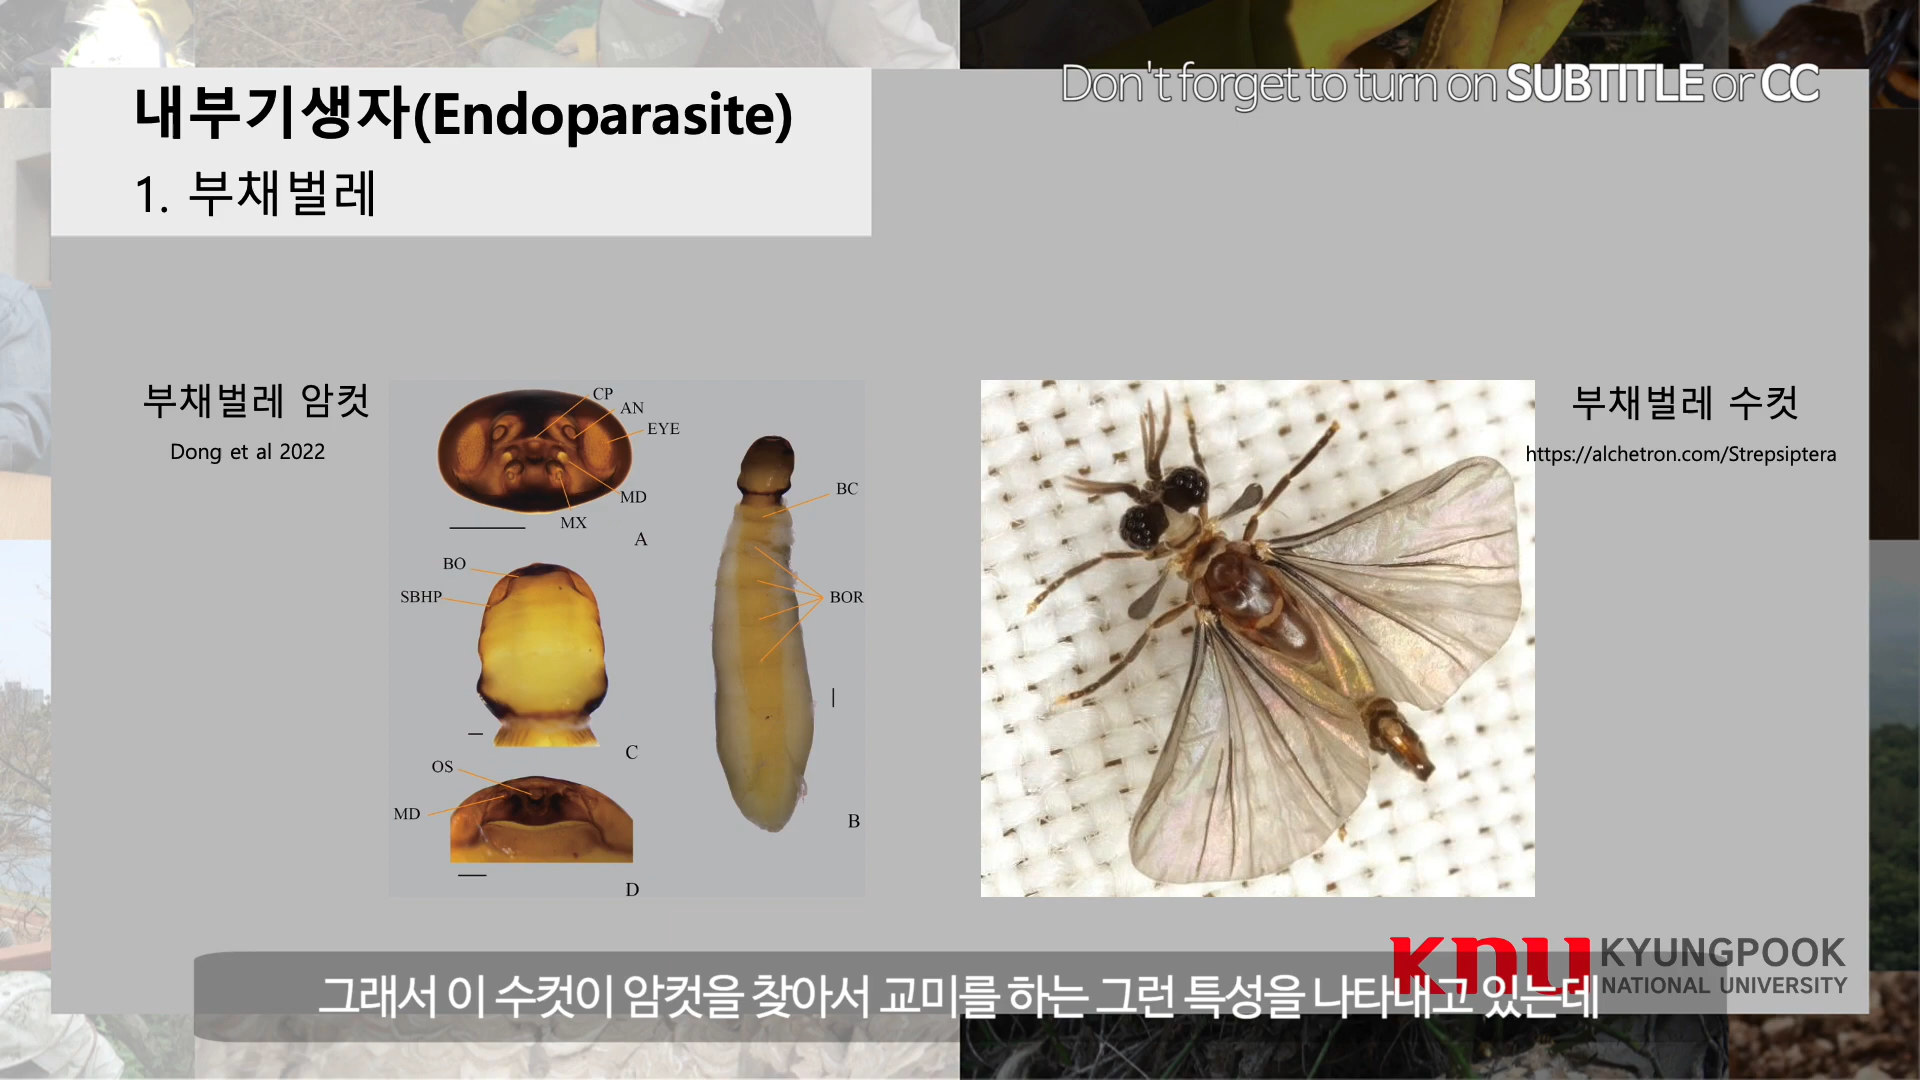 Don't forget to turn on SUBTITLE or CC
내부기생자(Endoparasite)
1. 부채벌레
부채벌레 암컷
Dong et al 2022
CP
AN
EYE
MD
MX
A
BO
SBHP
C
OS
MD
D
BC
BOR
B
부채벌레 수컷
https://alchetron.com/Strepsiptera
knu KYUNGPOOK
NATIONAL UNIVERSITY
그래서 이 수컷이 암컷을 찾아서 교미를 하는 그런 특성을 나타내고 있는데